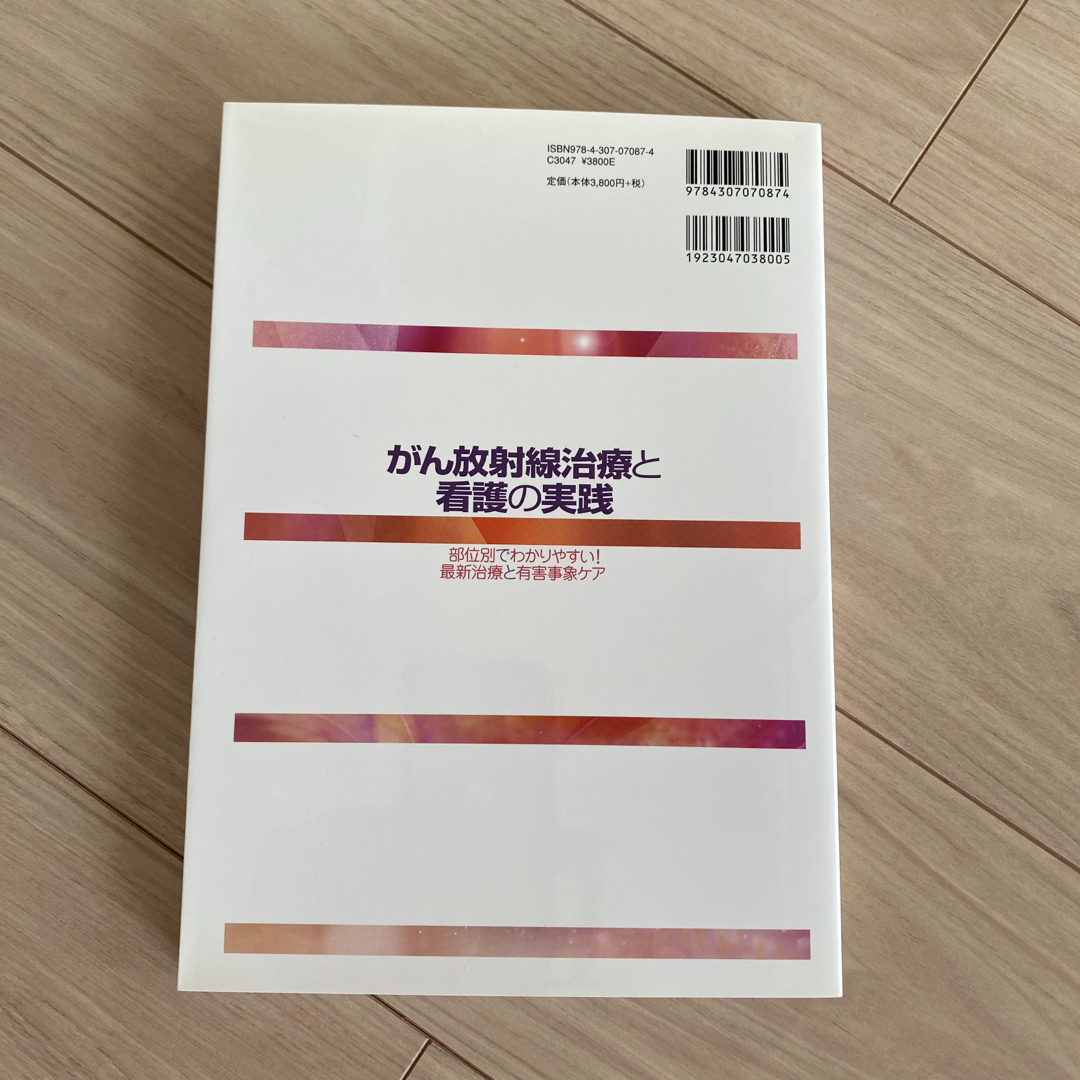 ISBN978-4-307-07087-4
C3047 ¥3800E
定価(本体3,800円+税)
9784307070874
1923047038005
がん放射線治療と
看護の実践
部位別でわかりやすい!
最新治療と有害事象ケア